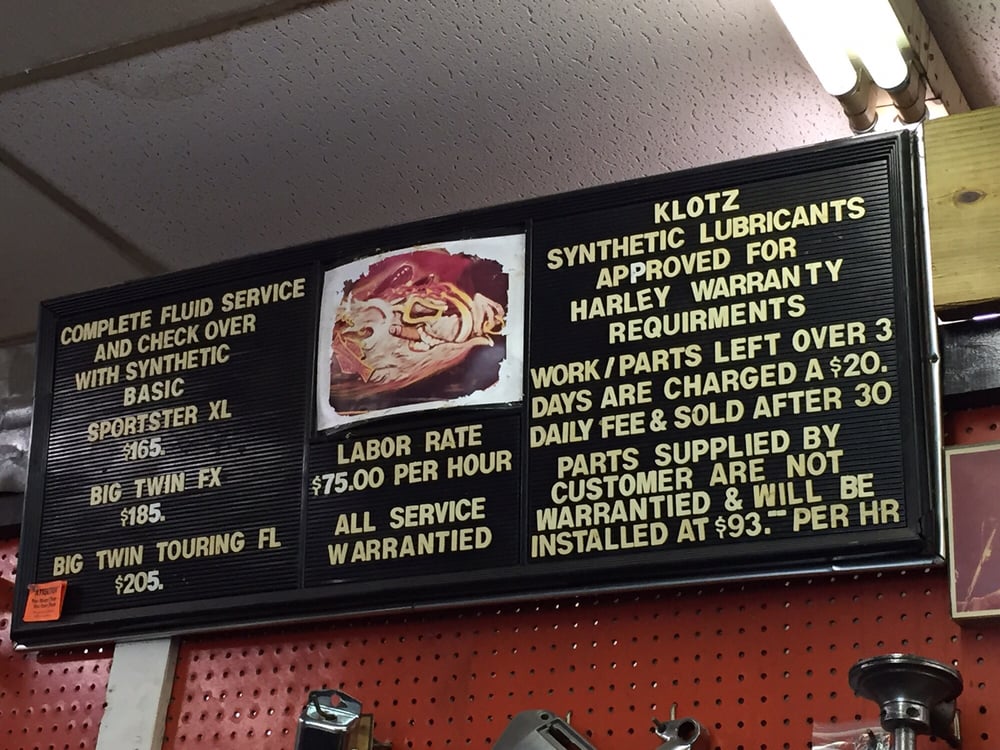 COMPLETE FLUID SERVICE
AND CHECK OVER
WITH SYNTHETIC
BASIC
SPORTSTER XL
$165.
BIG TWIN FX
$185.
BIG TWIN TOURING FL
$205.
LABOR RATE
$75.00 PER HOUR
ALL SERVICE
WARRANTIED
KLOTZ
SYNTHETIC LUBRICANTS
APPROVED FOR
HARLEY WARRANTY
REQUIRMENTS
WORK/PARTS LEFT OVER 3
DAYS ARE CHARGED A $20.
DAILY FEE & SOLD AFTER 30
PARTS SUPPLIED BY
CUSTOMER ARE NOT
WARRANTIED & WILL BE
INSTALLED AT $93.-- PER HR